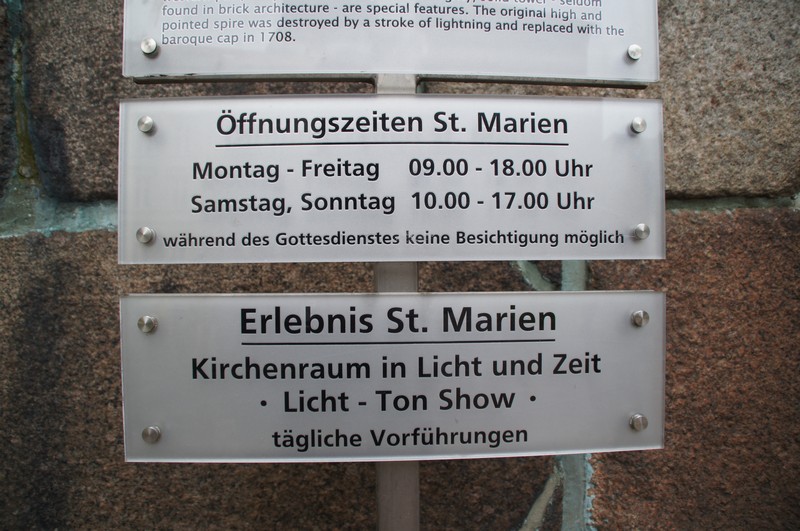 found in brick architecture - are special features. The original high and
pointed spire was destroyed by a stroke of lightning and replaced with the
baroque cap in 1708.
Öffnungszeiten St. Marien
Montag - Freitag 09.00 - 18.00 Uhr
Samstag, Sonntag 10.00 - 17.00 Uhr
während des Gottesdienstes keine Besichtigung möglich
Erlebnis St. Marien
Kirchenraum in Licht und Zeit
· Licht - Ton Show ·
tägliche Vorführungen